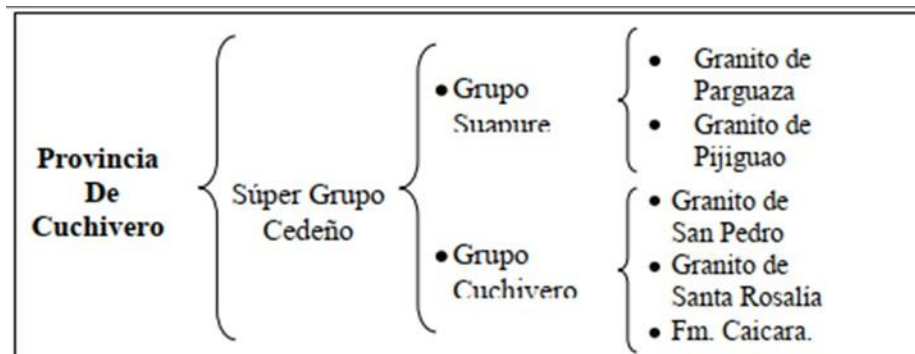 Provincia
De
Cuchivero
Súper Grupo
Cedeño
• Grupo
Suapure
• Grupo
Cuchivero
• Granito de
Parguaza
• Granito de
Pijiguao
• Granito de
San Pedro
• Granito de
Santa Rosalía
• Fm. Caicara.